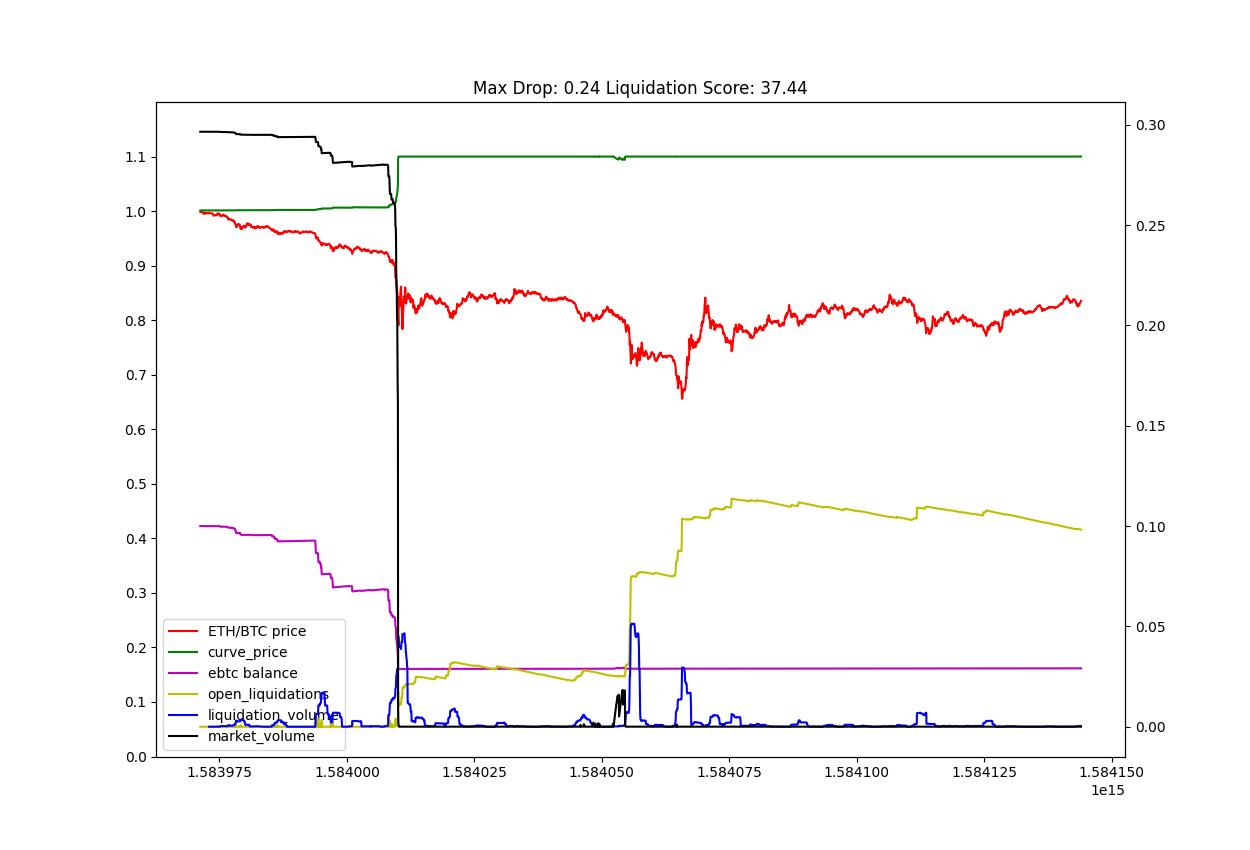 Max Drop: 0.24 Liquidation Score: 37.44
1.1
1.0
0.9
0.8
0.7
0.6
0.5
0.4
0.3
0.2
0.1
0.0
0.30
0.25
0.20
0.15
0.10
0.05
0.00
ETH/BTC price
curve_price
ebtc balance
open_liquidations
liquidation_volume
market_volume
1.583975 1.584000 1.584025 1.584050 1.584075 1.584100 1.584125 1.584150
1e15